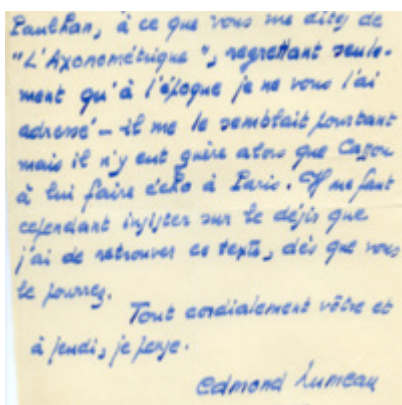 Paulhan, à ce que vous me dites de
"L'Axonométrique", regrettant seule-
ment qu'à l'époque je ne vous l'ai
adressé – il me le semblait pourtant
mais il n'y eut guère alors que Cassou
à lui faire écho à Paris. Il me faut
cependant insister sur le désir que
j'ai de retrouver ce texte, dès que vous
le pourrez.
Tout cordialement vôtre et
à jeudi, je pense.
Edmond Humeau